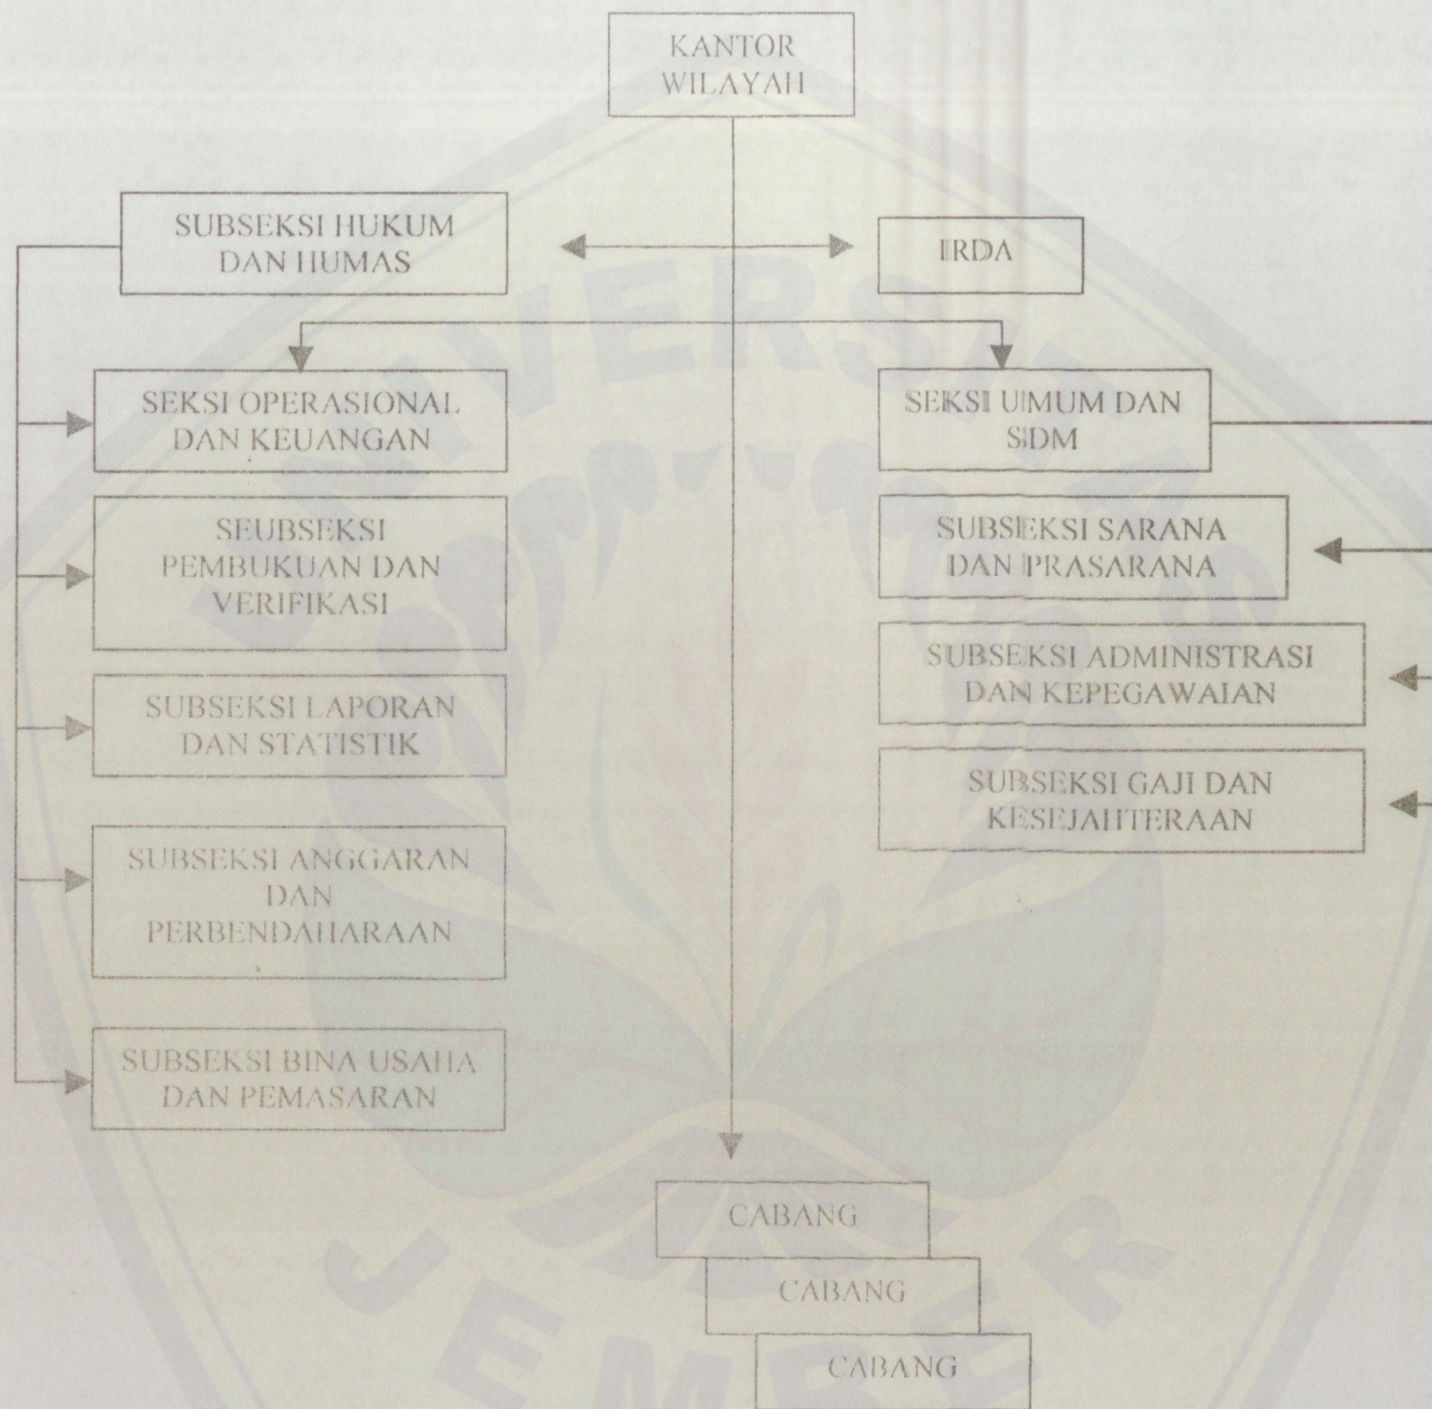 KANTOR
WILAYAH
SUBSEKSI HUKUM
DAN HUMAS
IRDA
SEKSI OPERASIONAL
DAN KEUANGAN
SEKSI UMUM DAN
SDM
SEUBSEKSI
PEMBUKUAN DAN
VERIFIKASI
SUBSEKSI SARANA
DAN PRASARANA
SUBSEKSI ADMINISTRASI
DAN KEPEGAWAIAN
SUBSEKSI LAPORAN
DAN STATISTIK
SUBSEKSI GAJI DAN
KESEJAHTERAAN
SUBSEKSI ANGGARAN
DAN
PERBENDAHARAAN
SUBSEKSI BINA USAHA
DAN PEMASARAN
CABANG
CABANG
CABANG
UNIVERSITAS
JEMBER